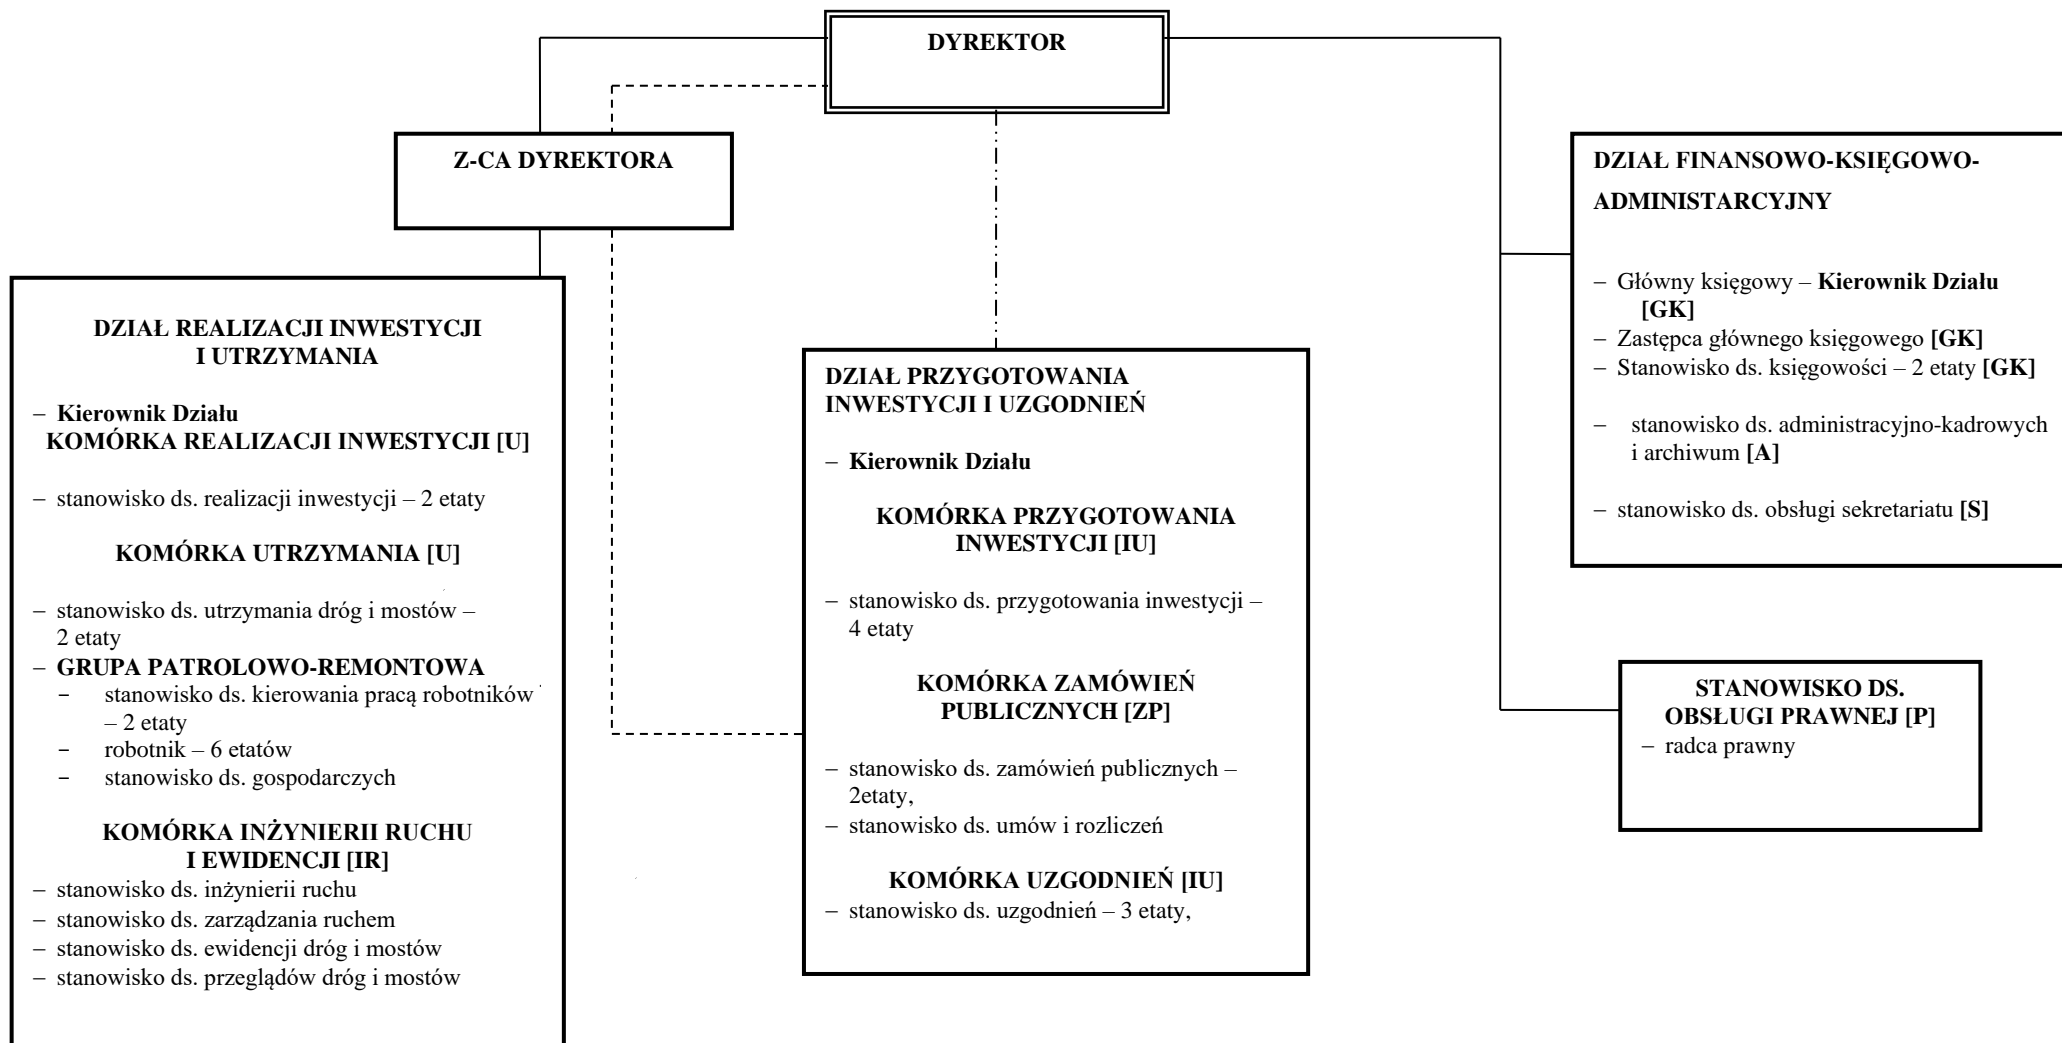 DYREKTOR
Z-CA DYREKTORA
DZIAŁ REALIZACJI INWESTYCJI
I UTRZYMANIA
– Kierownik Działu
KOMÓRKA REALIZACJI INWESTYCJI [U]
– stanowisko ds. realizacji inwestycji – 2 etaty
KOMÓRKA UTRZYMANIA [U]
– stanowisko ds. utrzymania dróg i mostów –
2 etaty
– GRUPA PATROLOWO-REMONTOWA
- stanowisko ds. kierowania pracą robotników
– 2 etaty
- robotnik – 6 etatów
- stanowisko ds. gospodarczych
KOMÓRKA INŻYNIERII RUCHU
I EWIDENCJI [IR]
– stanowisko ds. inżynierii ruchu
– stanowisko ds. zarządzania ruchem
– stanowisko ds. ewidencji dróg i mostów
– stanowisko ds. przeglądów dróg i mostów
DZIAŁ PRZYGOTOWANIA
INWESTYCJI I UZGODNIEŃ
– Kierownik Działu
KOMÓRKA PRZYGOTOWANIA
INWESTYCJI [IU]
– stanowisko ds. przygotowania inwestycji –
4 etaty
KOMÓRKA ZAMÓWIEŃ
PUBLICZNYCH [ZP]
– stanowisko ds. zamówień publicznych –
2etaty,
– stanowisko ds. umów i rozliczeń
KOMÓRKA UZGODNIEŃ [IU]
– stanowisko ds. uzgodnień – 3 etaty,
DZIAŁ FINANSOWO-KSIĘGOWO-
ADMINISTARCYJNY
– Główny księgowy – Kierownik Działu
[GK]
– Zastępca głównego księgowego [GK]
– Stanowisko ds. księgowości – 2 etaty [GK]
– stanowisko ds. administracyjno-kadrowych
i archiwum [A]
– stanowisko ds. obsługi sekretariatu [S]
STANOWISKO DS.
OBSŁUGI PRAWNEJ [P]
– radca prawny